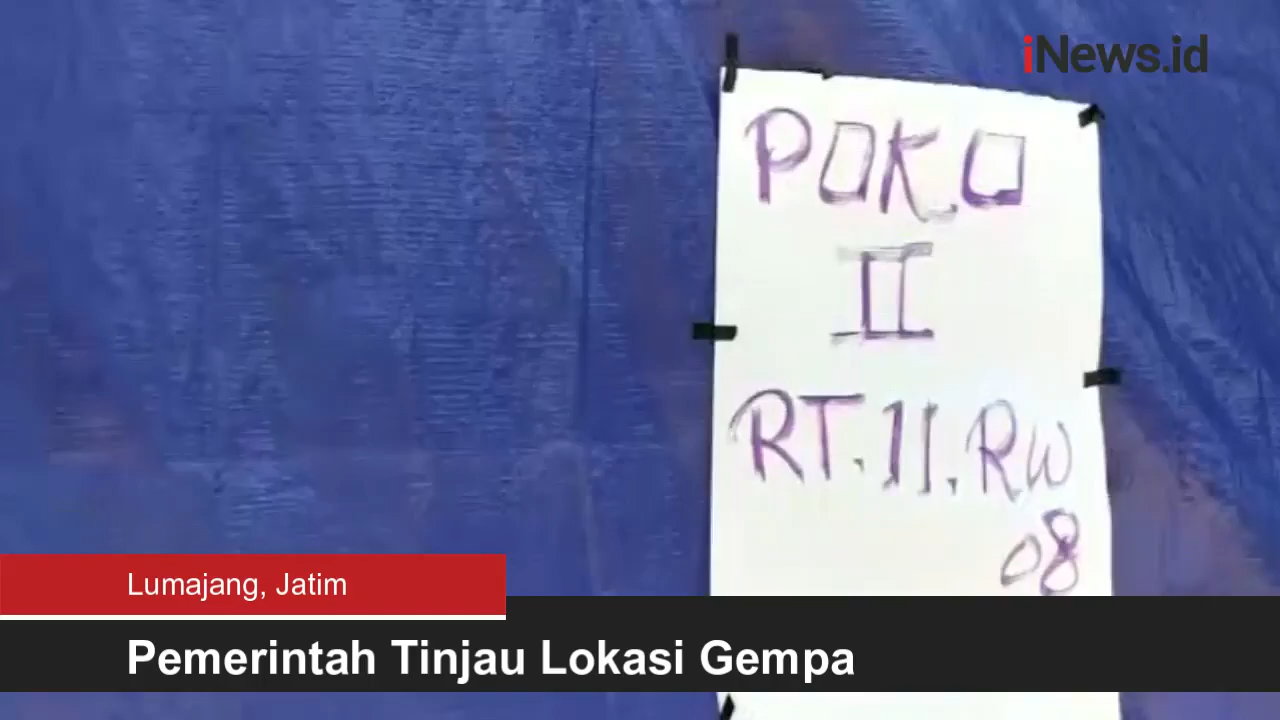 iNews.id
POKO
II
RT.11.RW
08
Lumajang, Jatim
Pemerintah Tinjau Lokasi Gempa